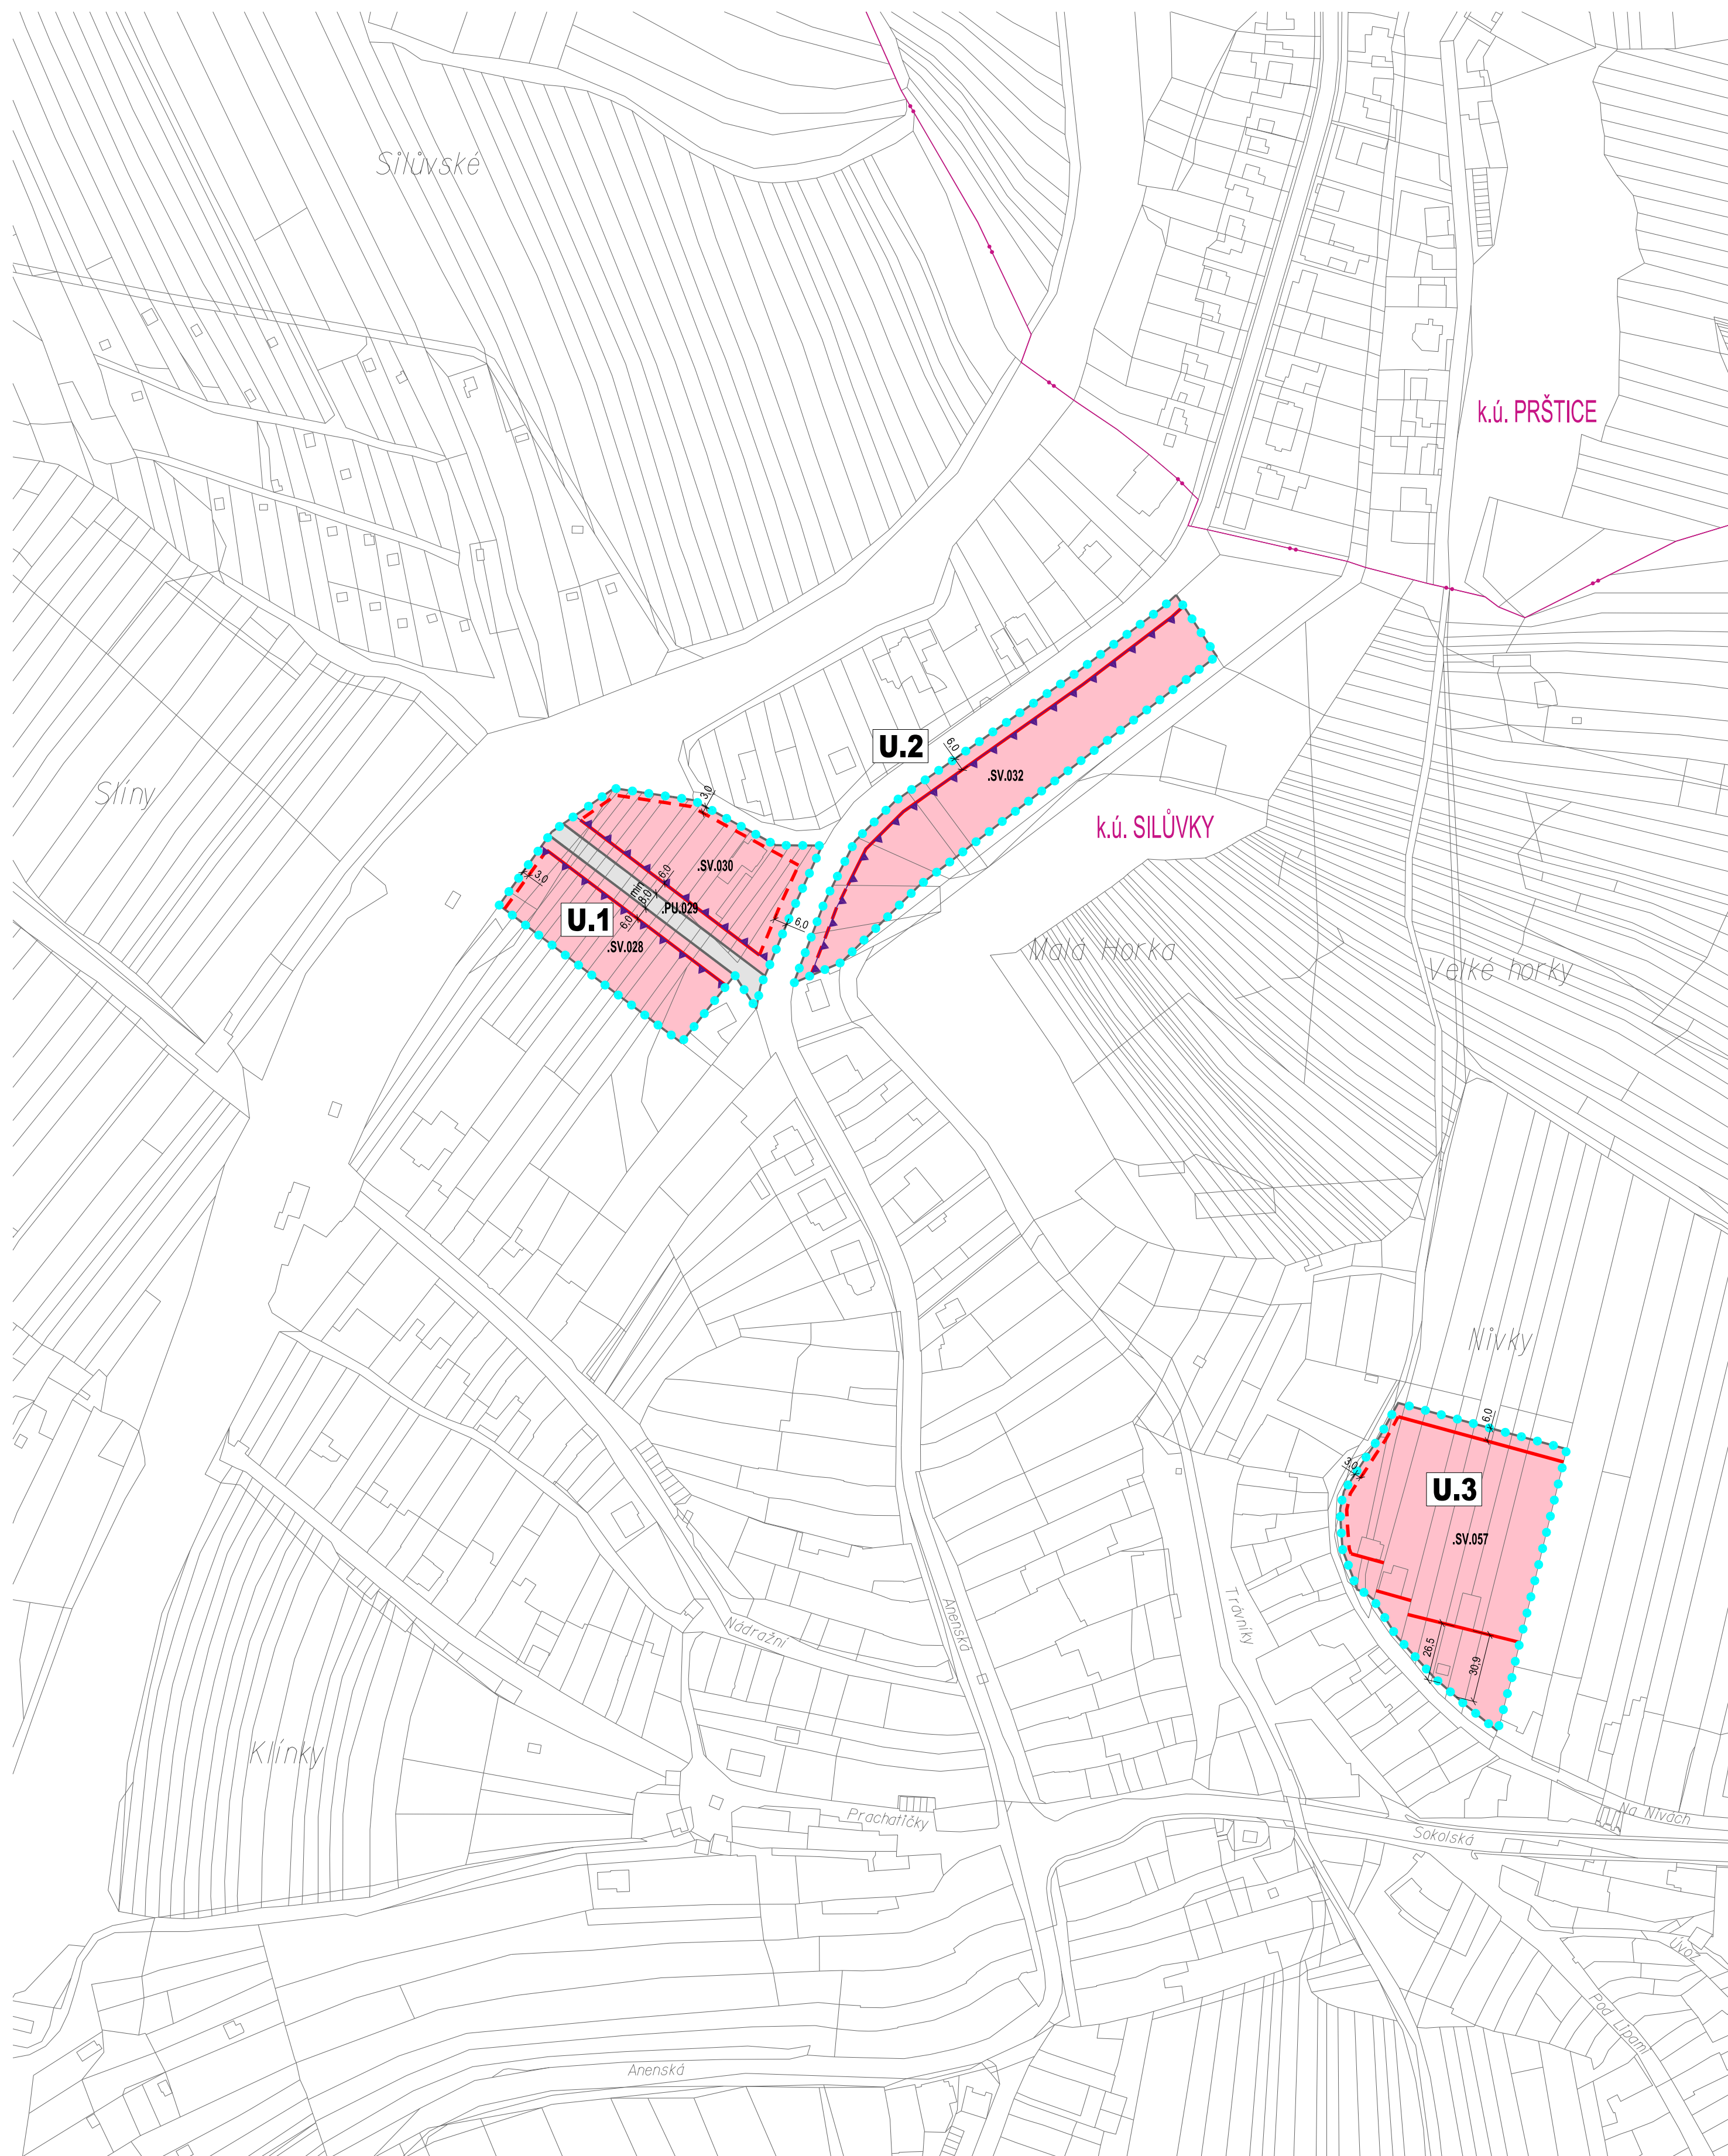 Silůvské
k.ú. PRŠTICE
U.2
6.0
.SV.032
Slíny
3.0
k.ú. SILŮVKY
.SV.030
3.0
6.0
min.
8.0
.PU.029
U.1
6.0
6.0
.SV.028
Malá Horka
Velké horky
Nivky
6.0
3.0
U.3
.SV.057
26.5
30.9
Trávníky
Anenská
Nádražní
Klínky
Prachatičky
Na Nivách
Sokolská
Úvoz
Pod Lipami
Anenská